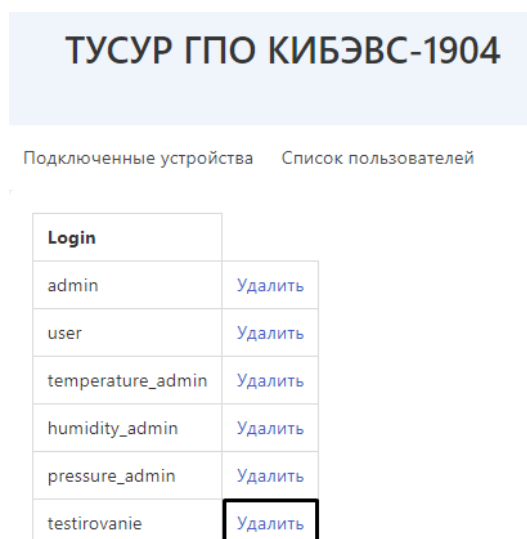 ТУСУР ГПО КИБЭВС-1904
Подключенные устройства Список пользователей
Login
admin Удалить
user Удалить
temperature_admin Удалить
humidity_admin Удалить
pressure_admin Удалить
testirovanie Удалить